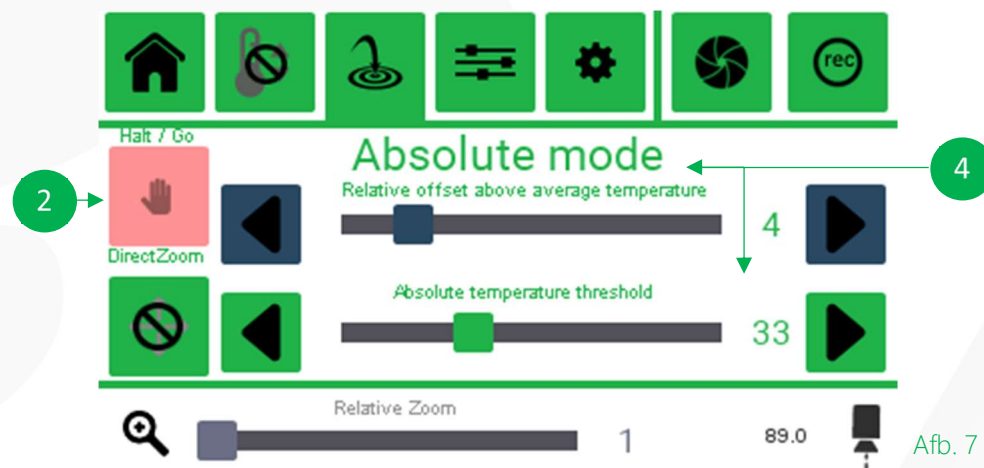 rec
Halt / Go
Absolute mode
4
2
Relative offset above average temperature
4
DirectZoom
Absolute temperature threshold
33
Relative Zoom
1
89.0
Afb. 7